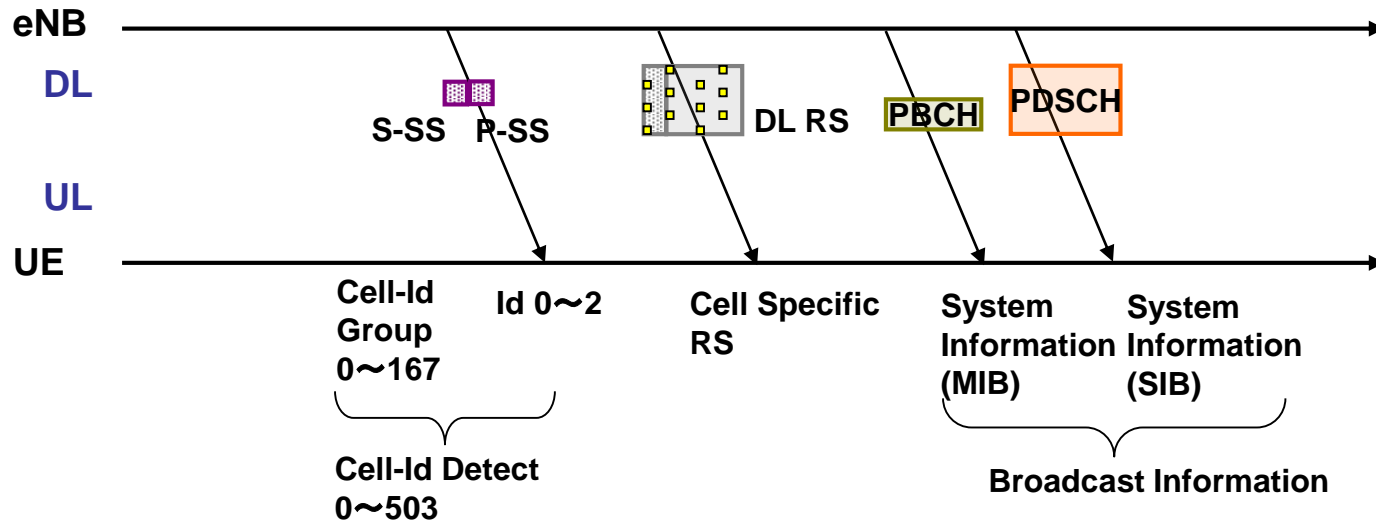 eNB
DL
S-SS
P-SS
DL RS
PBCH
PDSCH
UL
UE
Cell-Id
Group
0～167
Id 0～2
Cell Specific
RS
System
Information
(MIB)
System
Information
(SIB)
Cell-Id Detect
0～503
Broadcast Information